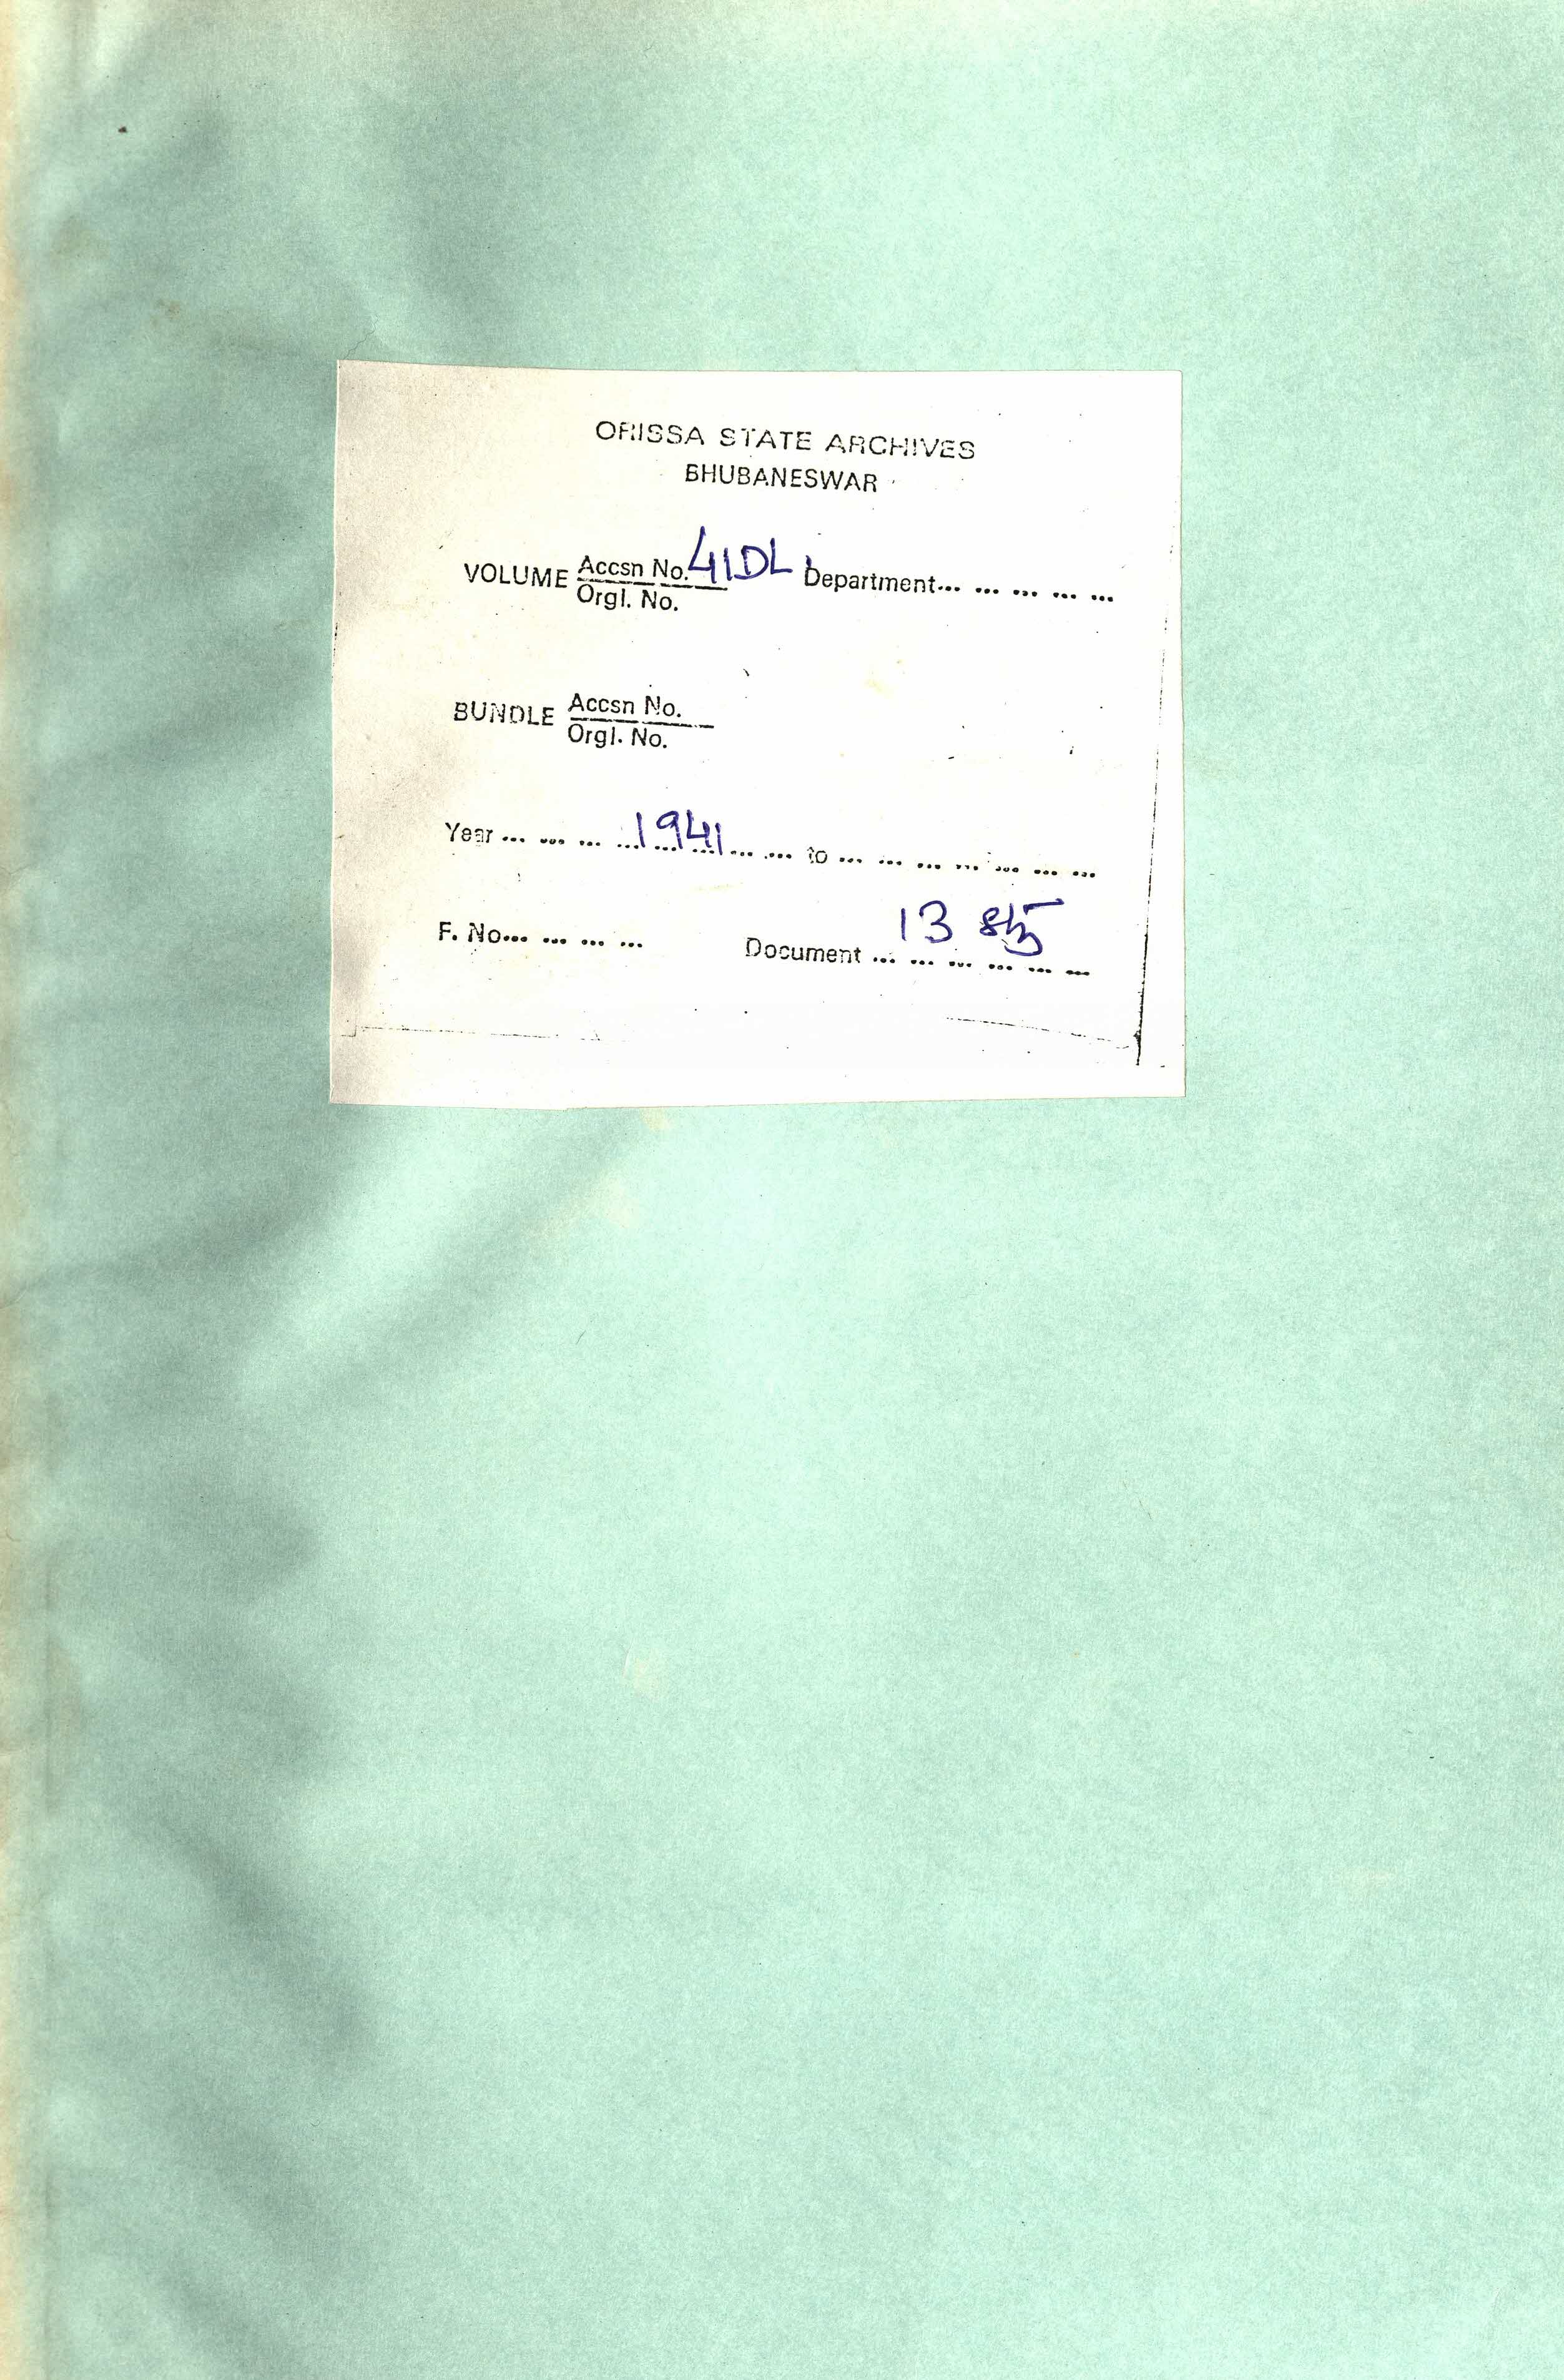 ORISSA STATE ARCHIVES
BHUBANESWAR
VOLUME Accsn No. 41DL Department... ... ... ... ...
Orgl. No.
BUNDLE Accsn No.
Orgl. No.
Year ... ... ... ... 1941 ... ... to ... ... ... ... ... ... ...
F. No... ... ... ... Document ... ... ... ... ... ... 13